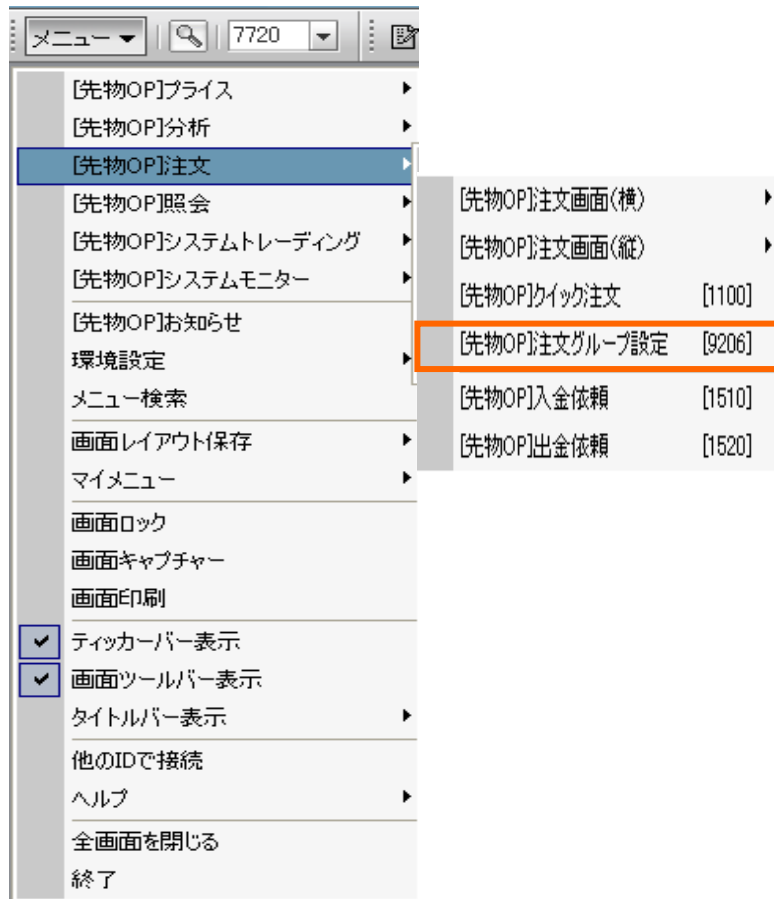 メニュー
7720
[先物OP]プライス
[先物OP]分析
[先物OP]注文
[先物OP]照会
[先物OP]システムトレーディング
[先物OP]システムモニター
[先物OP]お知らせ
環境設定
メニュー検索
画面レイアウト保存
マイメニュー
画面ロック
画面キャプチャー
画面印刷
ティッカーバー表示
画面ツールバー表示
タイトルバー表示
他のIDで接続
ヘルプ
全画面を閉じる
終了
[先物OP]注文画面(横)
[先物OP]注文画面(縦)
[先物OP]クイック注文 [1100]
[先物OP]注文グループ設定 [9206]
[先物OP]入金依頼 [1510]
[先物OP]出金依頼 [1520]